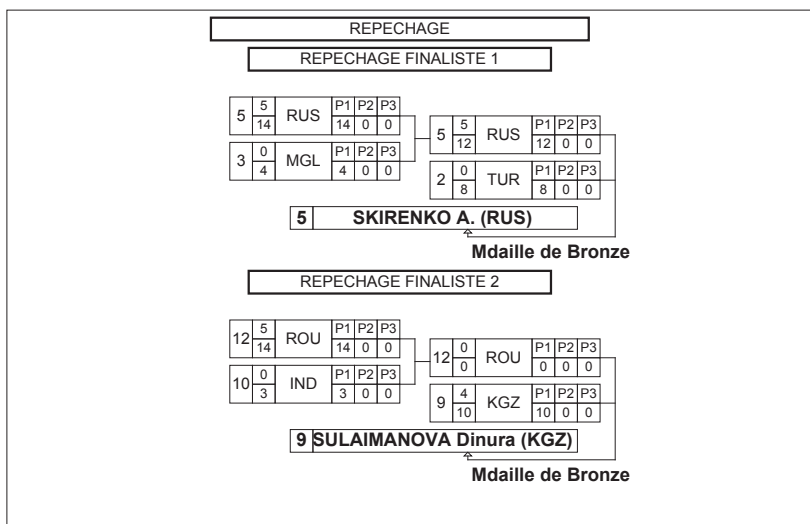 REPECHAGE
REPECHAGE FINALISTE 1
5 5 RUS P1 P2 P3
14 14 0 0
5 5 RUS P1 P2 P3
12 12 0 0
3 0 MGL P1 P2 P3
4 4 0 0
2 0 TUR P1 P2 P3
8 8 0 0
5 SKIRENKO A. (RUS)
Mdaille de Bronze
REPECHAGE FINALISTE 2
12 5 ROU P1 P2 P3
14 14 0 0
12 0 ROU P1 P2 P3
0 0 0 0
10 0 IND P1 P2 P3
3 3 0 0
9 4 KGZ P1 P2 P3
10 10 0 0
9 SULAIMANOVA Dinura (KGZ)
Mdaille de Bronze